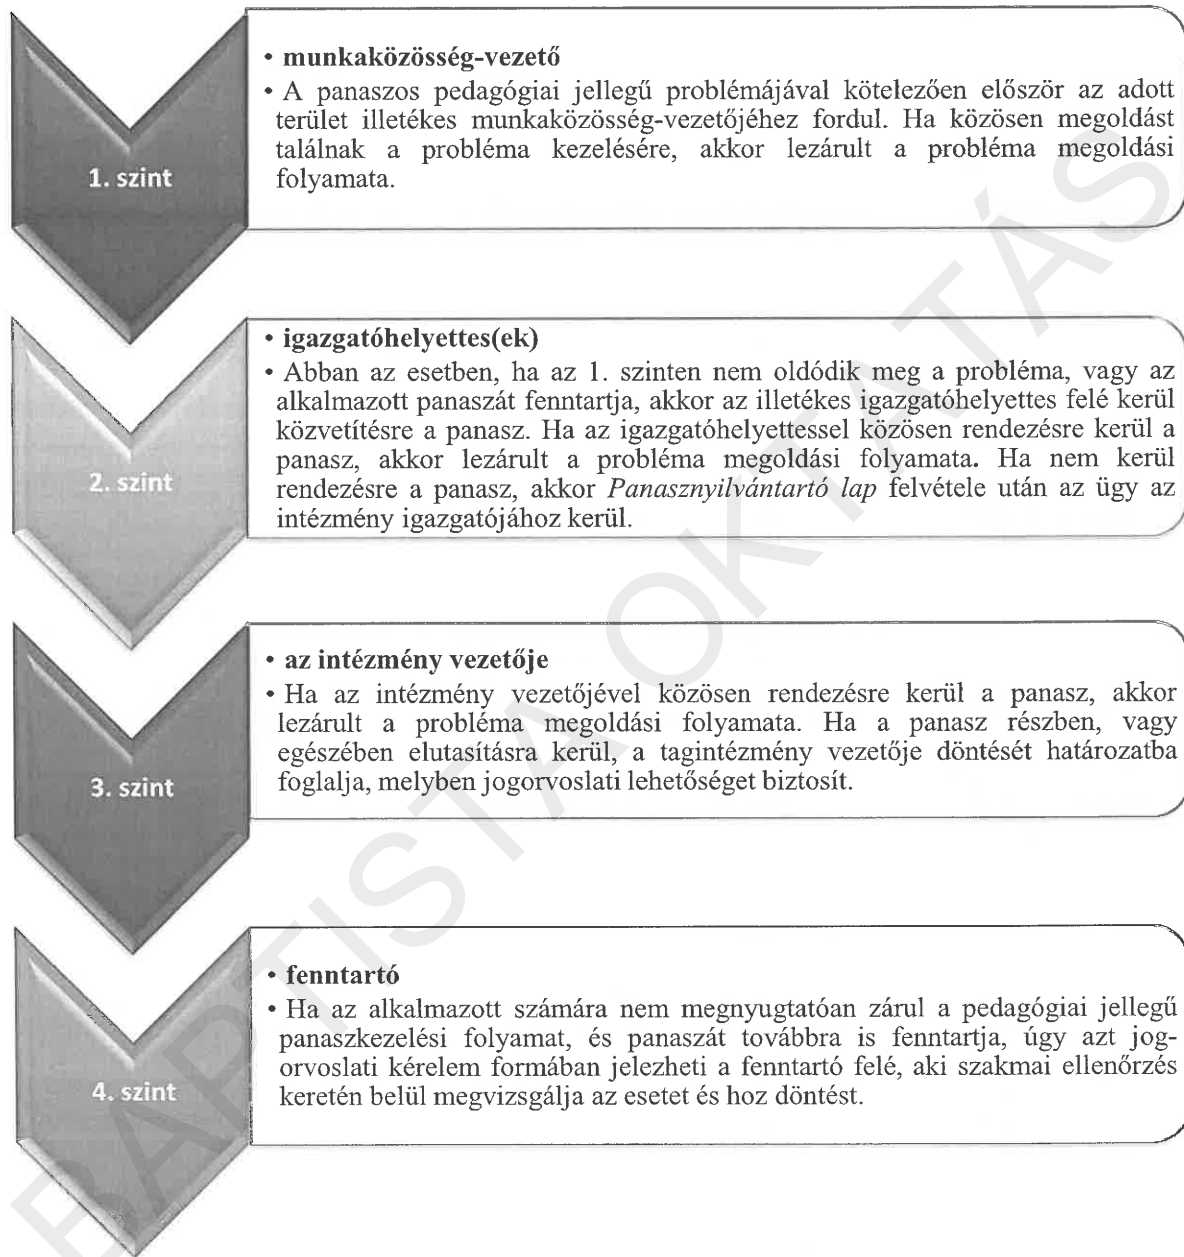 1. szint
• munkaközösség-vezető
• A panaszos pedagógiai jellegű problémájával kötelezően először az adott
terület illetékes munkaközösség-vezetőjéhez fordul. Ha közösen megoldást
találnak a probléma kezelésére, akkor lezárult a probléma megoldási
folyamata.
2. szint
• igazgatóhelyettes(ek)
• Abban az esetben, ha az 1. szinten nem oldódik meg a probléma, vagy az
alkalmazott panaszát fenntartja, akkor az illetékes igazgatóhelyettes felé kerül
közvetítésre a panasz. Ha az igazgatóhelyettessel közösen rendezésre kerül a
panasz, akkor lezárult a probléma megoldási folyamata. Ha nem kerül
rendezésre a panasz, akkor Panasznyilvántartó lap felvétele után az ügy az
intézmény igazgatójához kerül.
3. szint
• az intézmény vezetője
• Ha az intézmény vezetőjével közösen rendezésre kerül a panasz, akkor
lezárult a probléma megoldási folyamata. Ha a panasz részben, vagy
egészében elutasításra kerül, a tagintézmény vezetője döntését határozatba
foglalja, melyben jogorvoslati lehetőséget biztosít.
4. szint
• fenntartó
• Ha az alkalmazott számára nem megnyugtatóan zárul a pedagógiai jellegű
panaszkezelési folyamat, és panaszát továbbra is fenntartja, úgy azt jog-
orvoslati kérelem formában jelezheti a fenntartó felé, aki szakmai ellenőrzés
keretén belül megvizsgálja az esetet és hoz döntést.
BAPTISTA OKTATÁS